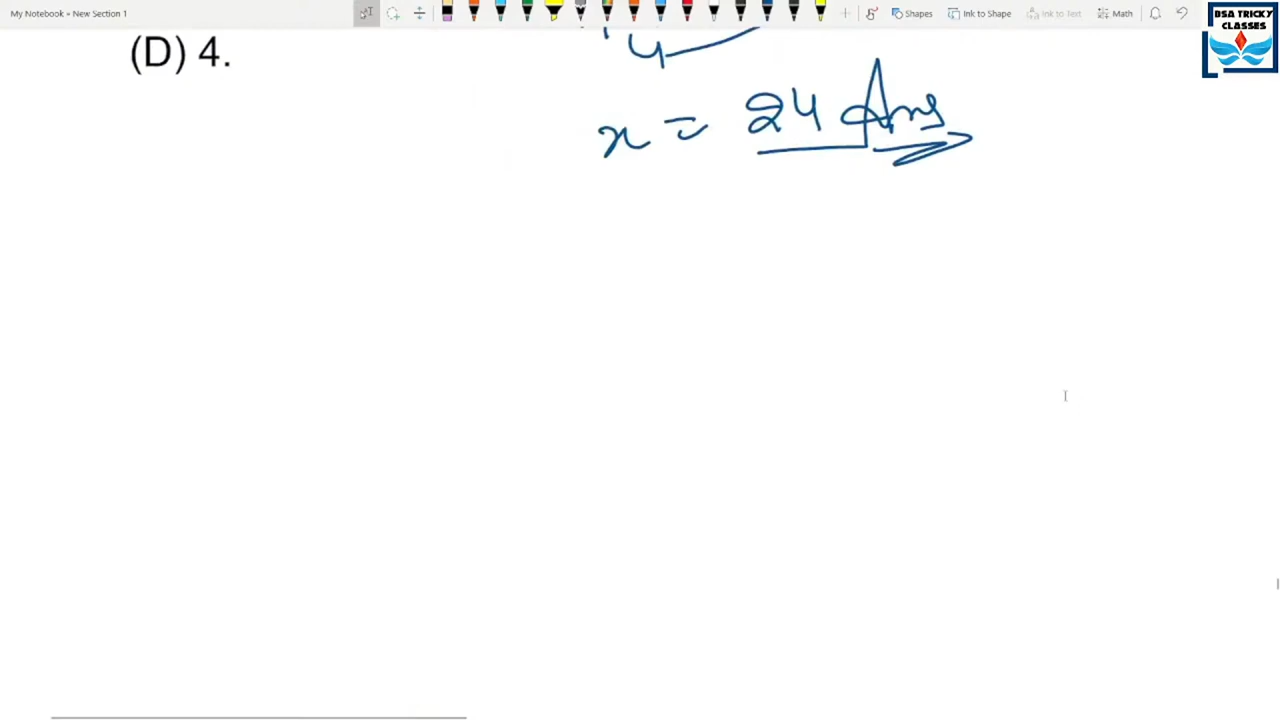 My Notebook » New Section 1
Shapes
Ink to Shape
Ink to Text
Math
BSA TRICKY
CLASSES
(D) 4.
4
x = 24 Ans